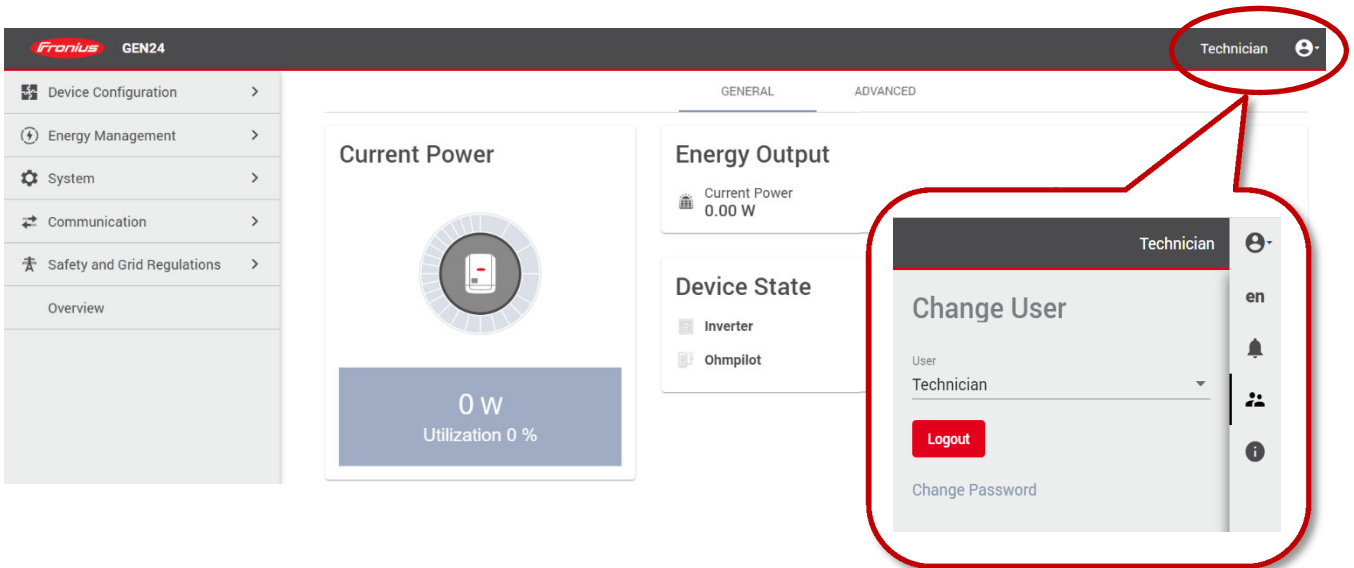 Fronius GEN24 Technician
Device Configuration
Energy Management
System
Communication
Safety and Grid Regulations
Overview
GENERAL ADVANCED
Current Power
0 W
Utilization 0 %
Energy Output
Current Power
0.00 W
Device State
Inverter
Ohmpilot
Technician
Change User
User
Technician
Logout
Change Password
en